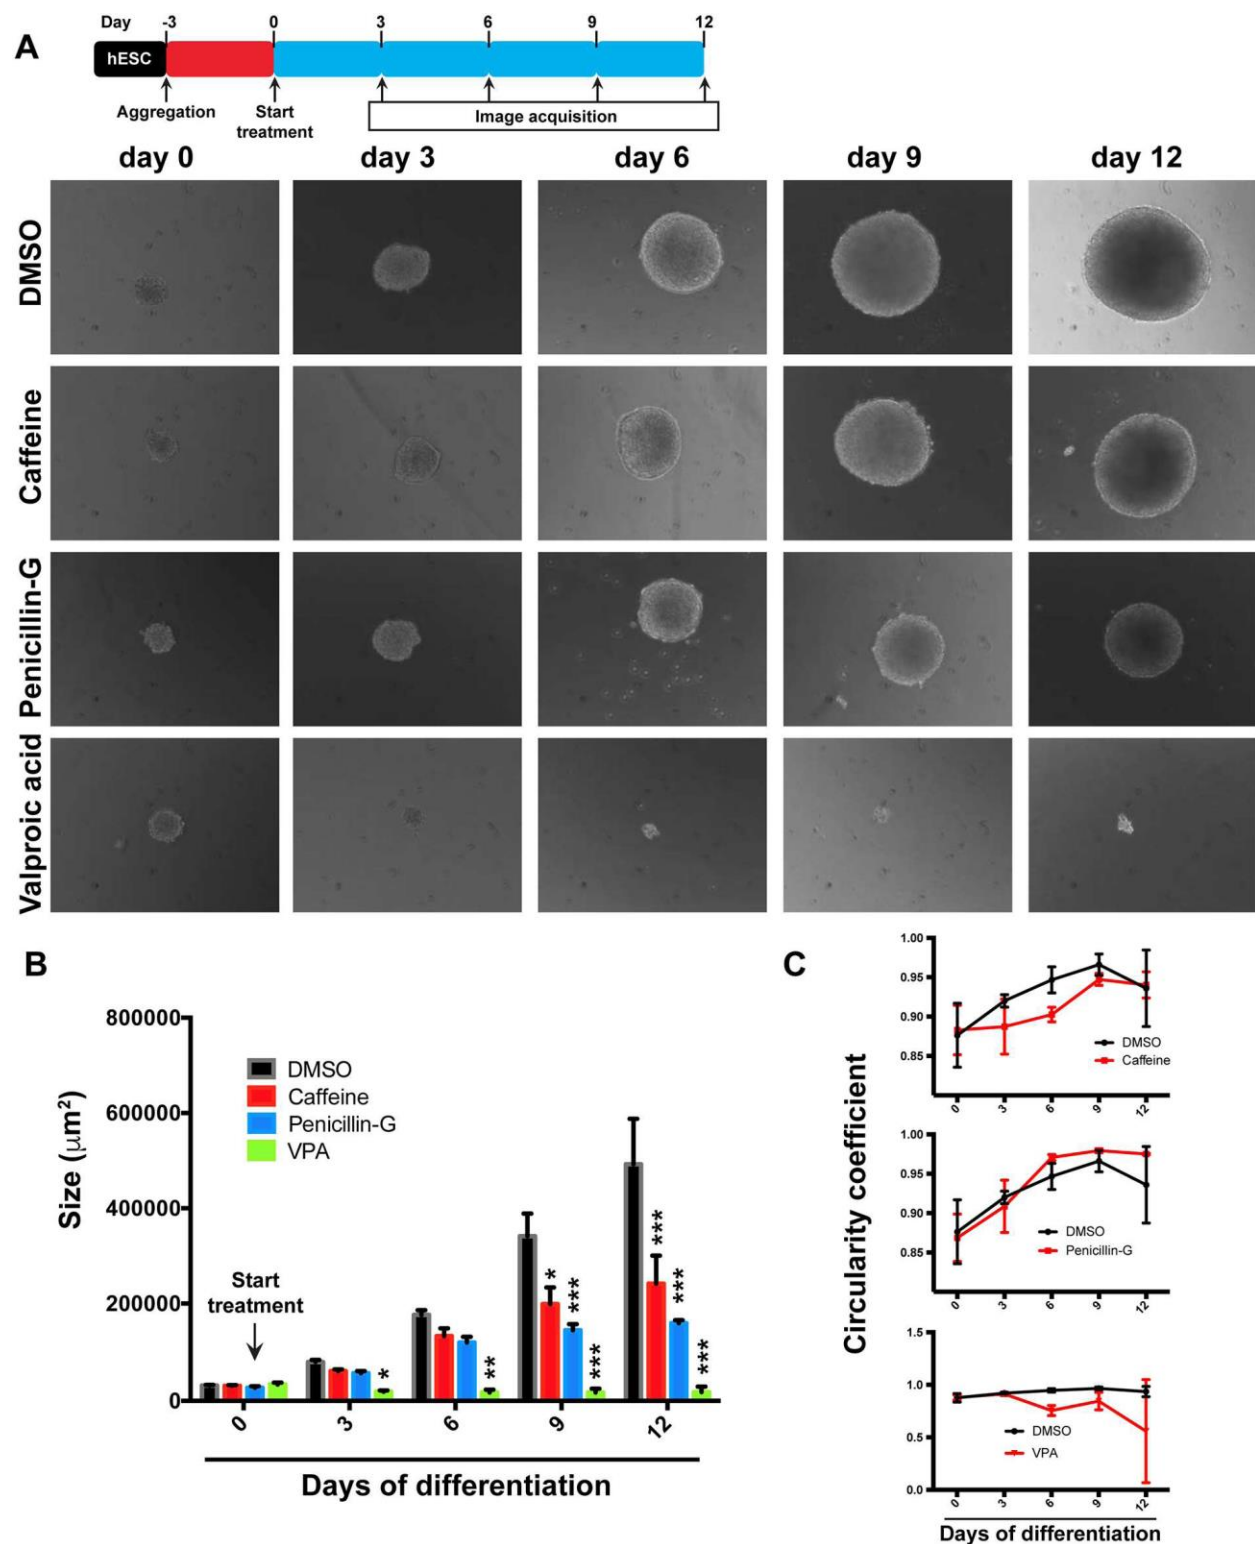 A
Day -3 0 3 6 9 12
hESC
Aggregation
Start
treatment
Image acquisition
day 0 day 3 day 6 day 9 day 12
DMSO
Caffeine
Penicillin-G
Valproic acid
B
Size (μm²)
800000
600000
400000
200000
0
DMSO
Caffeine
Penicillin-G
VPA
Start
treatment
*
**
*
***
***
***
***
***
0 3 6 9 12
Days of differentiation
C
Circularity coefficient
1.00
0.95
0.90
0.85
DMSO
Caffeine
0 3 6 9 12
1.00
0.95
0.90
0.85
DMSO
Penicillin-G
0 3 6 9 12
1.5
1.0
0.5
0.0
DMSO
VPA
0 3 6 9 12
Days of differentiation